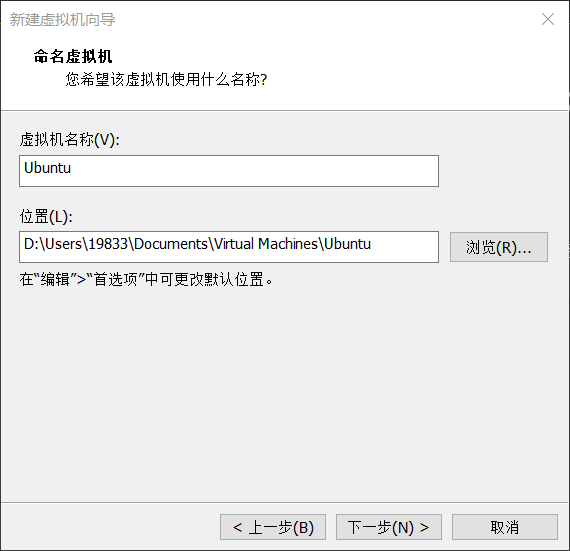 新建虚拟机向导
命名虚拟机
您希望该虚拟机使用什么名称?
虚拟机名称(V):
Ubuntu
位置(L):
D:\Users\19833\Documents\Virtual Machines\Ubuntu
浏览(R)...
在“编辑”>“首选项”中可更改默认位置。
< 上一步(B)
下一步(N) >
取消